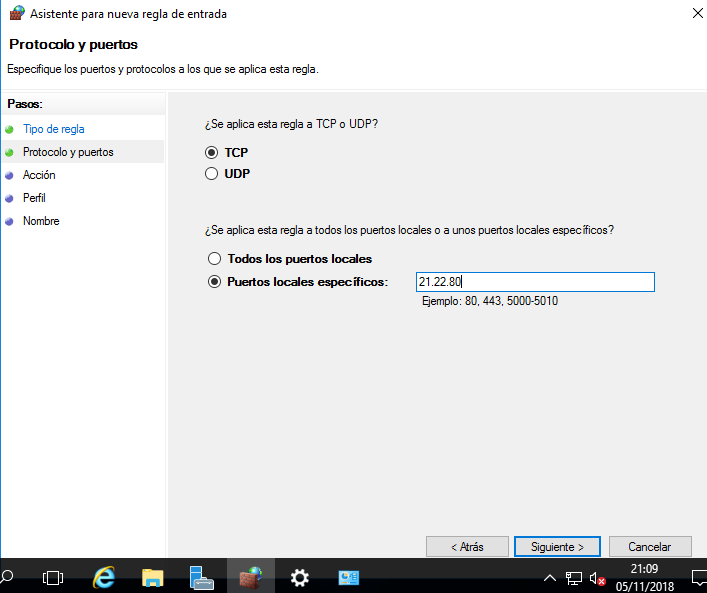 Asistente para nueva regla de entrada
Protocolo y puertos
Especifique los puertos y protocolos a los que se aplica esta regla.
Pasos:
Tipo de regla
Protocolo y puertos
Acción
Perfil
Nombre
¿Se aplica esta regla a TCP o UDP?
TCP
UDP
¿Se aplica esta regla a todos los puertos locales o a unos puertos locales específicos?
Todos los puertos locales
Puertos locales específicos:
21.22.80
Ejemplo: 80, 443, 5000-5010
< Atrás
Siguiente >
Cancelar
21:09
05/11/2018